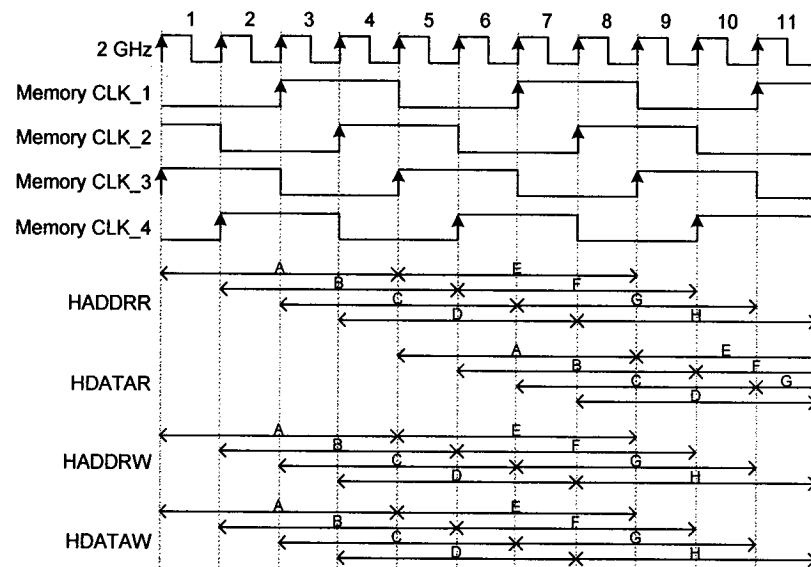 1 2 3 4 5 6 7 8 9 10 11
2 GHz
Memory CLK_1
Memory CLK_2
Memory CLK_3
Memory CLK_4
A E
B F
HADDRR
C G
D H
A E
B F
HDATAR
C G
D
A E
B F
HADDRW
C G
D H
A E
B F
HDATAW
C G
D H